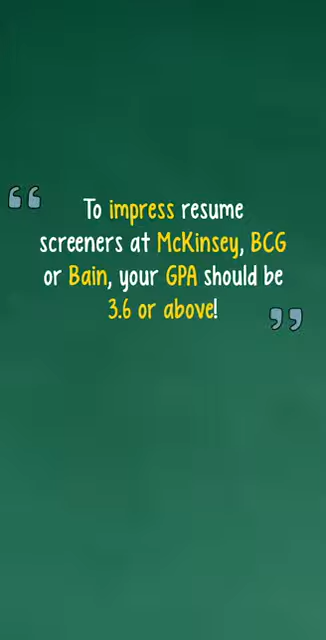 “
To impress resume
screeners at McKinsey, BCG
or Bain, your GPA should be
3.6 or above!
”